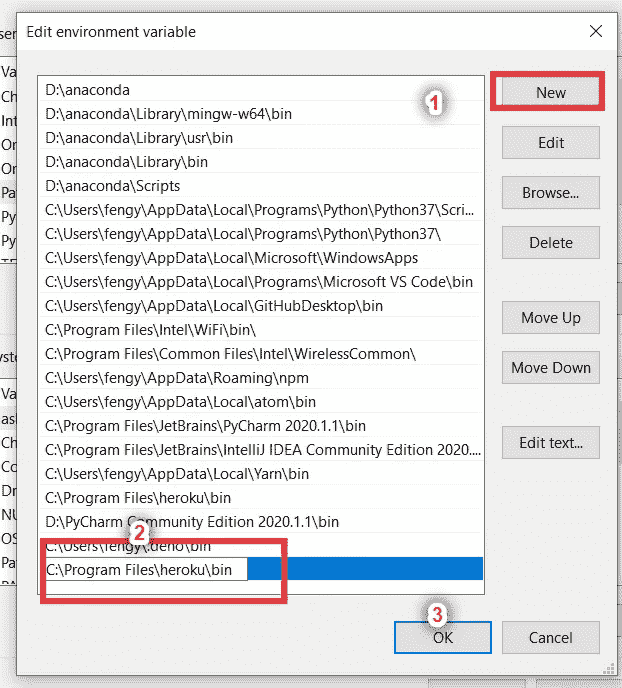 Edit environment variable
D:\anaconda
D:\anaconda\Library\mingw-w64\bin
D:\anaconda\Library\usr\bin
D:\anaconda\Library\bin
D:\anaconda\Scripts
C:\Users\fengy\AppData\Local\Programs\Python\Python37\Scri...
C:\Users\fengy\AppData\Local\Programs\Python\Python37\
C:\Users\fengy\AppData\Local\Microsoft\WindowsApps
C:\Users\fengy\AppData\Local\Programs\Microsoft VS Code\bin
C:\Users\fengy\AppData\Local\GitHubDesktop\bin
C:\Program Files\Intel\WiFi\bin\
C:\Program Files\Common Files\Intel\WirelessCommon\
C:\Users\fengy\AppData\Roaming\npm
C:\Users\fengy\AppData\Local\atom\bin
C:\Program Files\JetBrains\PyCharm 2020.1.1\bin
C:\Program Files\JetBrains\IntelliJ IDEA Community Edition 2020....
C:\Users\fengy\AppData\Local\Yarn\bin
C:\Program Files\heroku\bin
D:\PyCharm Community Edition 2020.1.1\bin
C:\Users\fengy\.deno\bin
C:\Program Files\heroku\bin
1
2
3
New
Edit
Browse...
Delete
Move Up
Move Down
Edit text...
OK
Cancel